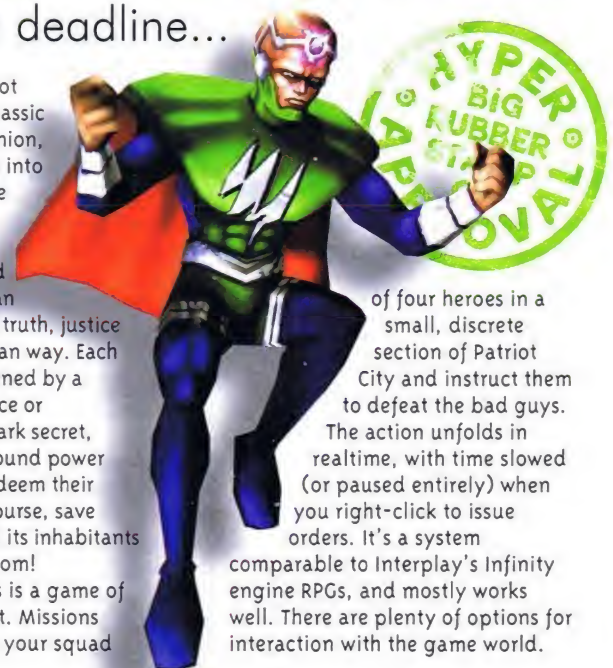 deadline...
HYPER
BIG
RUBBER
APPROVAL
ot
assic
nion,
into
e
d
an
truth, justice
an way. Each
ned by a
ce or
ark secret,
ound power
deem their
ourse, save
its inhabitants
om!
s is a game of
t. Missions
your squad
of four heroes in a
small, discrete
section of Patriot
City and instruct them
to defeat the bad guys.
The action unfolds in
realtime, with time slowed
(or paused entirely) when
you right-click to issue
orders. It's a system
comparable to Interplay's Infinity
engine RPGs, and mostly works
well. There are plenty of options for
interaction with the game world.